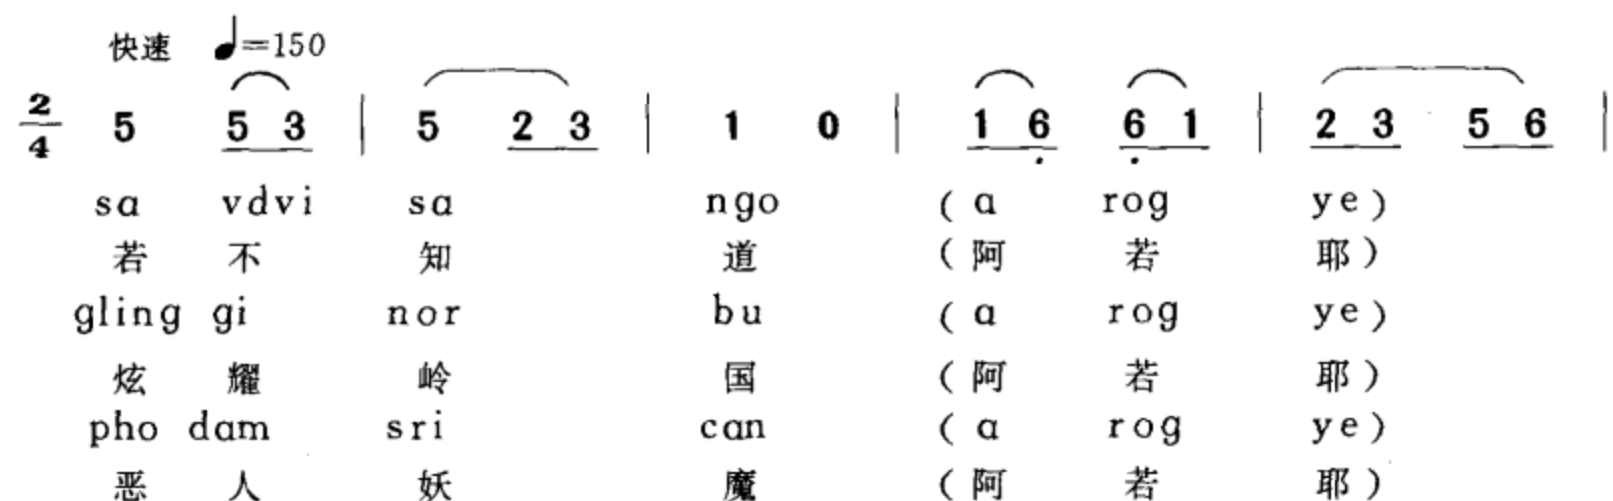 快速 ♩=150
2/4 5 5 3 | 5 2 3 | 1 0 | 1 6̣ 6̣ 1 | 2 3 5 6 |
sa vdvi sa ngo (a rog ye)
若 不 知 道 (阿 若 耶)
gling gi nor bu (a rog ye)
炫 耀 岭 国 (阿 若 耶)
pho dam sri can (a rog ye)
恶 人 妖 魔 (阿 若 耶)